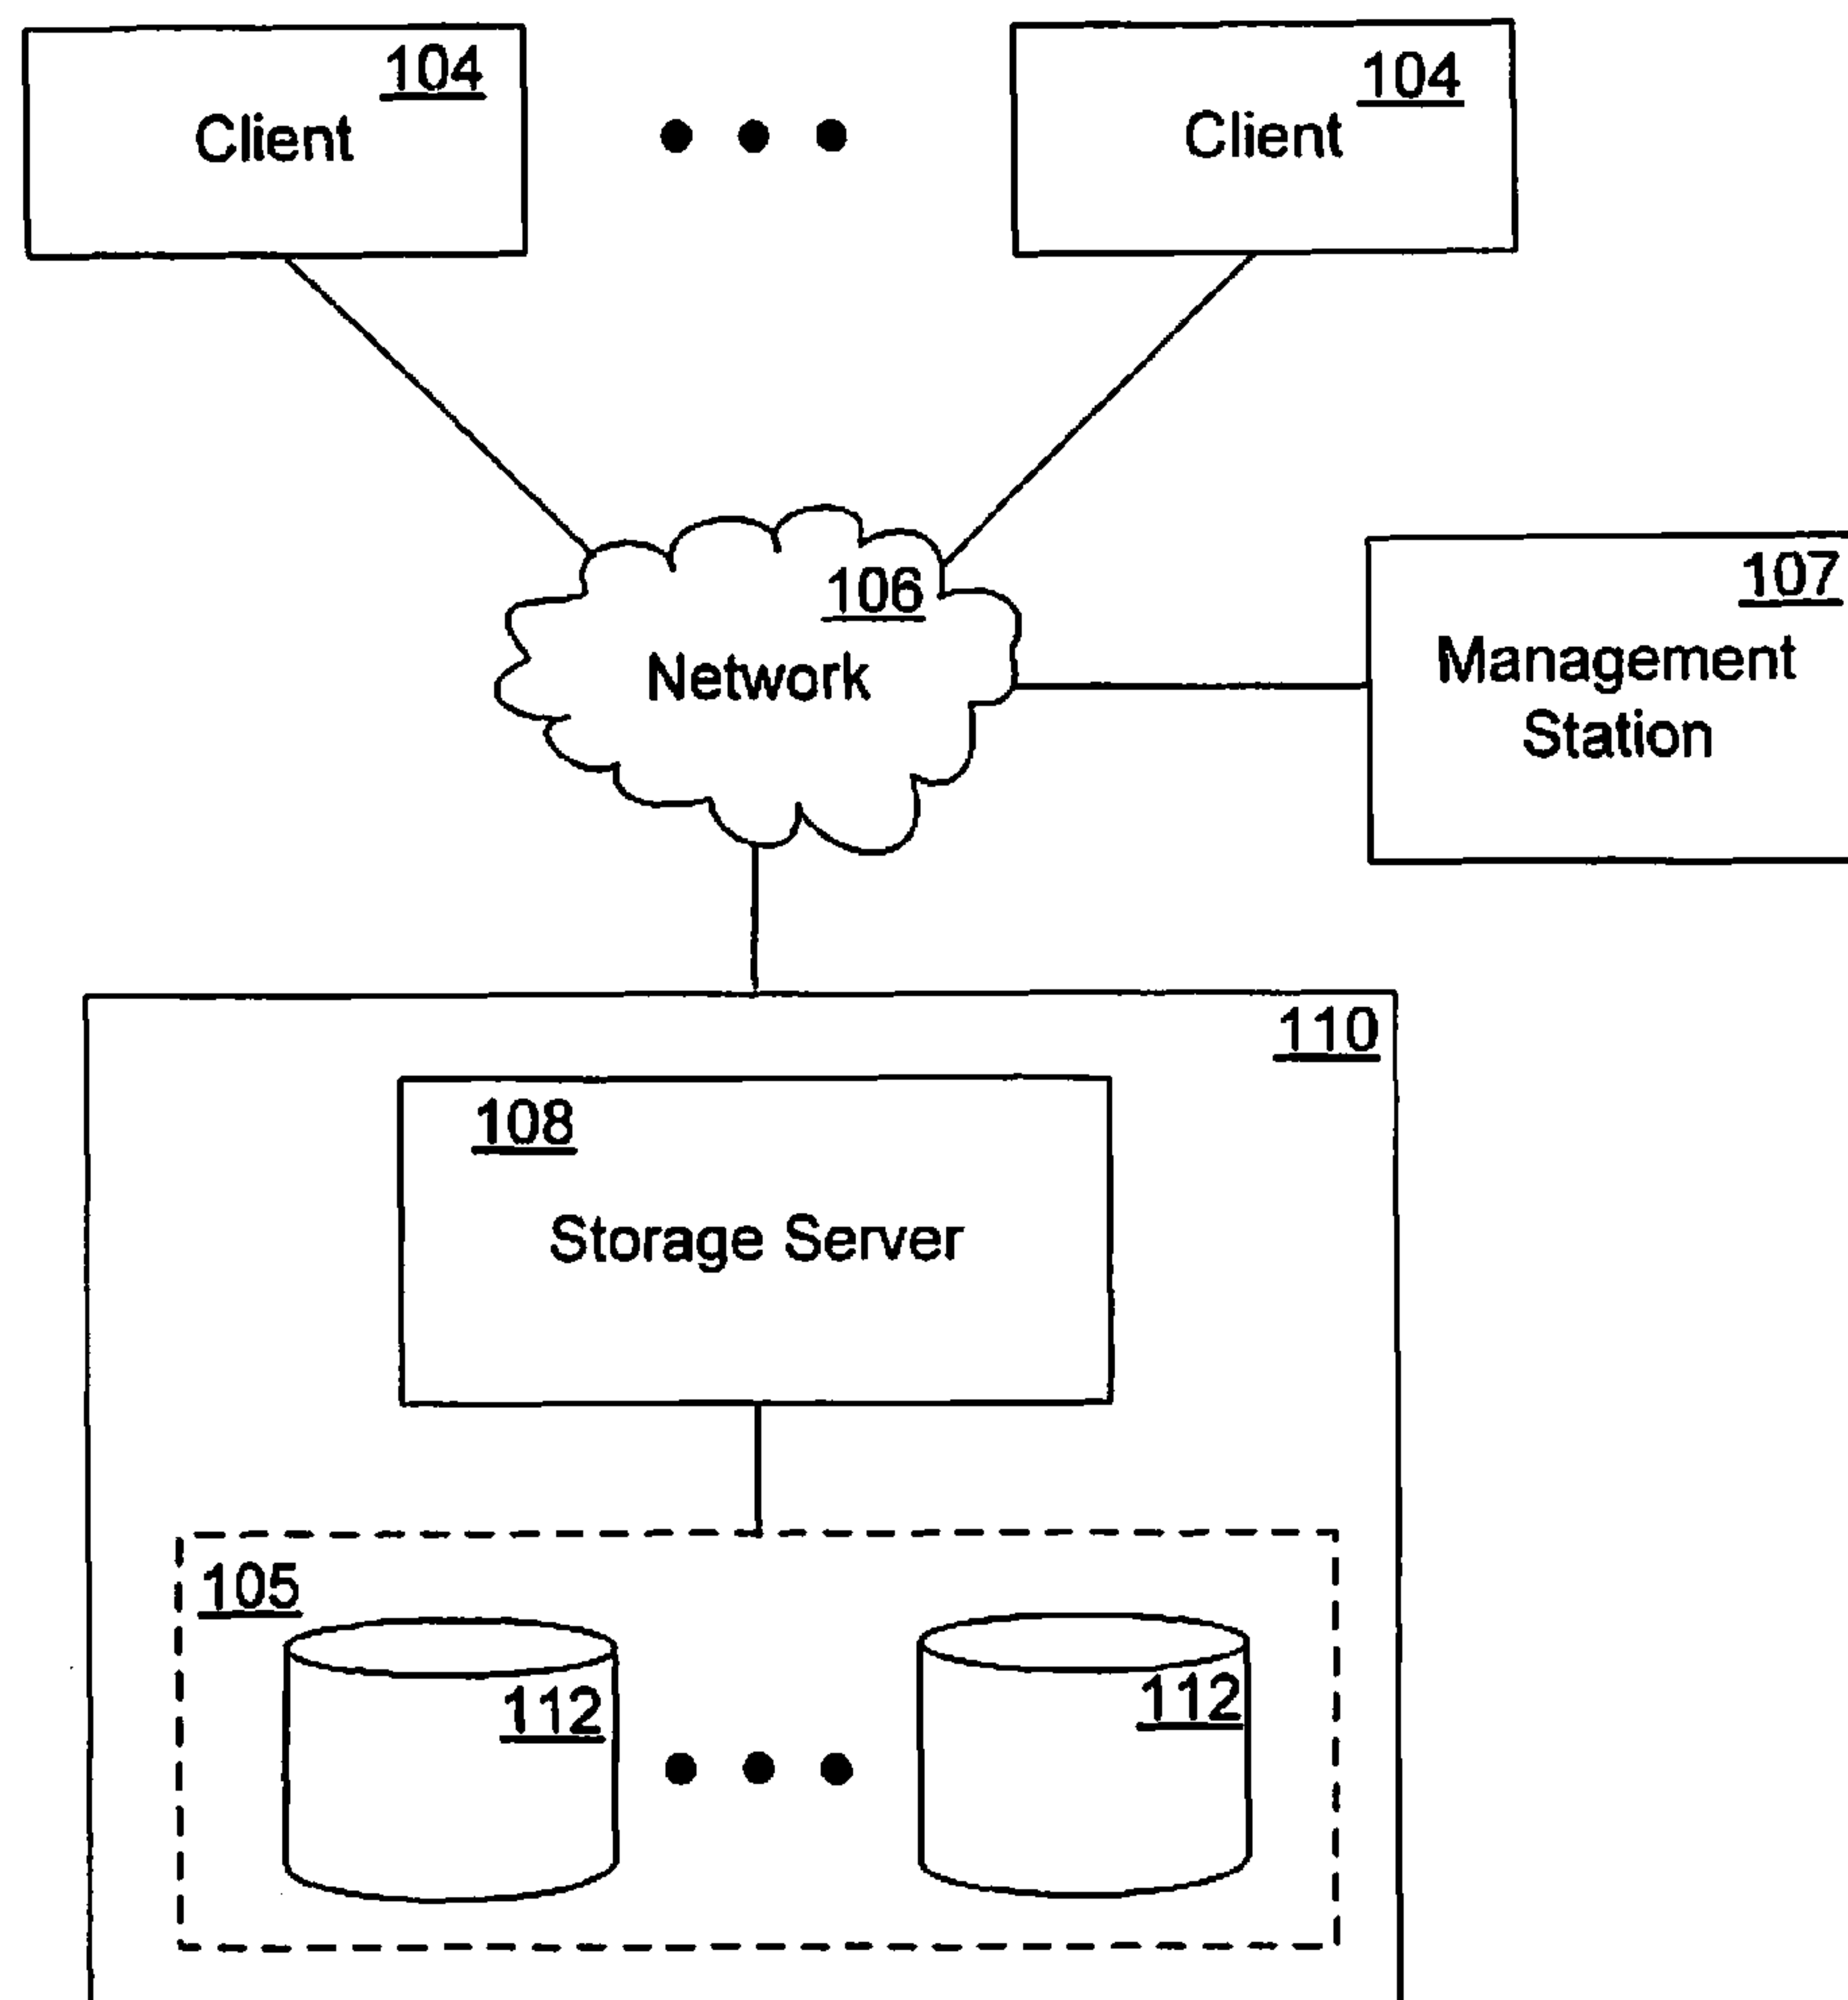 104
Client
104
Client
106
Network
107
Management
Station
110
108
Storage Server
105
112
112